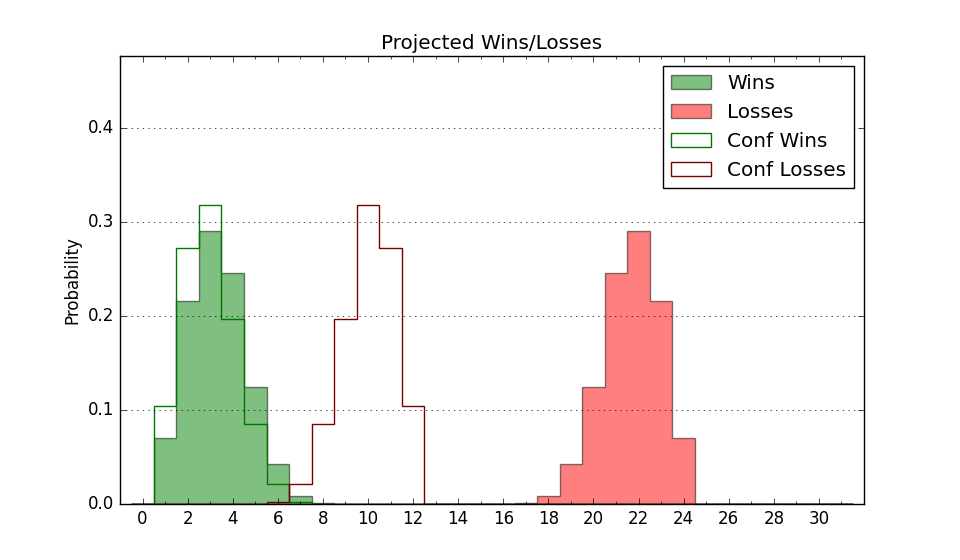 Projected Wins/Losses
Wins
Losses
Conf Wins
Conf Losses
Probability
0.4
0.3
0.2
0.1
0.0
0 2 4 6 8 10 12 14 16 18 20 22 24 26 28 30